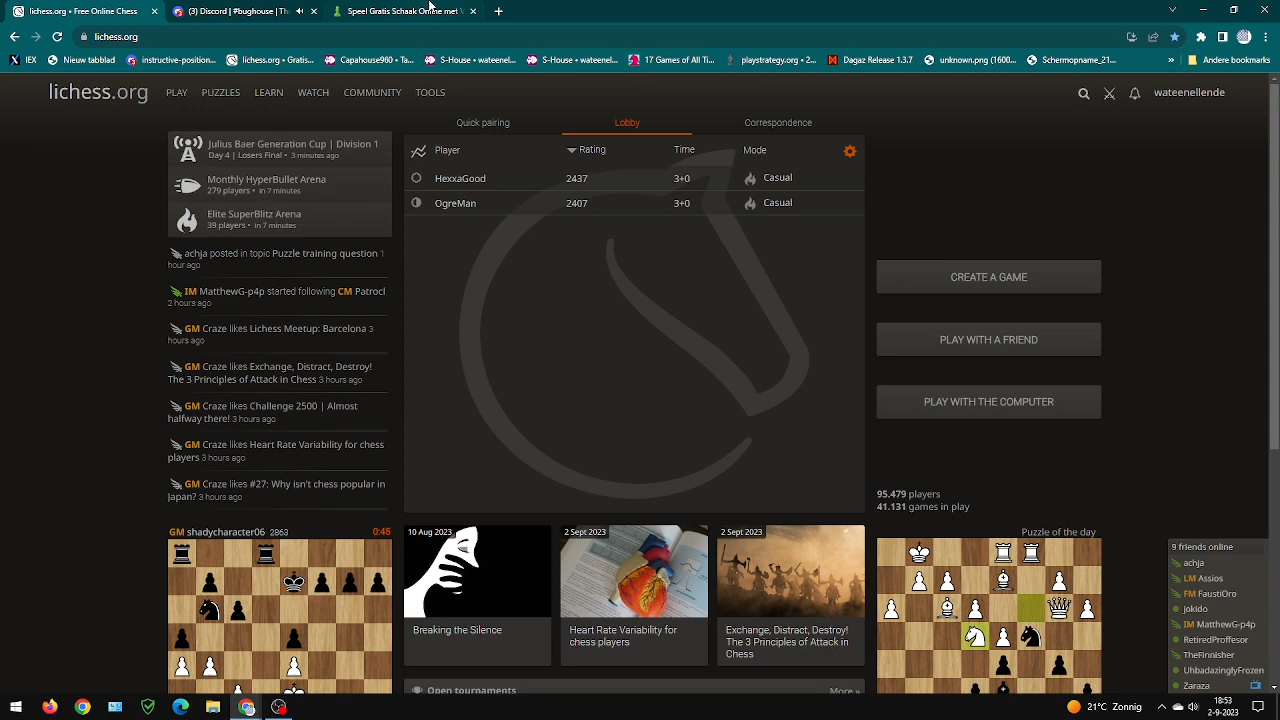 lichess.org • Free Online Chess
(3) Discord | The
Speel Gratis Schaak Online met V
lichess.org
IEX
Nieuw tabblad
instructive-position...
lichess.org • Gratis...
Capahouse960 • Ta...
S-House • wateenel...
S-House • wateenel...
17 Games of All Ti...
playstrategy.org • 2...
Dagaz Release 1.3.7
unknown.png (1600...
Schermopname_21...
»
Andere bookmarks
lichess.org
PLAY
PUZZLES
LEARN
WATCH
COMMUNITY
TOOLS
wateenellende
Quick pairing
Lobby
Correspondence
Julius Baer Generation Cup | Division 1
Day 4 | Losers Final • 3 minutes ago
Monthly HyperBullet Arena
279 players • in 7 minutes
Elite SuperBlitz Arena
39 players • in 7 minutes
achja posted in topic Puzzle training question 1
hour ago
IM MatthewG-p4p started following CM Patrocl
2 hours ago
GM Craze likes Lichess Meetup: Barcelona 3
hours ago
GM Craze likes Exchange, Distract, Destroy!
The 3 Principles of Attack in Chess 3 hours ago
GM Craze likes Challenge 2500 | Almost
halfway there! 3 hours ago
GM Craze likes Heart Rate Variability for chess
players 3 hours ago
GM Craze likes #27: Why isn't chess popular in
Japan? 3 hours ago
Player Rating Time Mode
HexxaGood 2437 3+0 Casual
OgreMan 2407 3+0 Casual
CREATE A GAME
PLAY WITH A FRIEND
PLAY WITH THE COMPUTER
95.479 players
41.131 games in play
GM shadycharacter06 2863 0:45
10 Aug 2023
Breaking the Silence
2 Sept 2023
Heart Rate Variability for
chess players
2 Sept 2023
Exchange, Distract, Destroy!
The 3 Principles of Attack in
Chess
Puzzle of the day
9 friends online
achja
LM Assios
FM FaustiOro
Jokido
IM MatthewG-p4p
RetiredProffesor
TheFinnisher
UhbadazinglyFrozen
Zaraza
Open tournaments
More »
21°C Zonnig
18:53
2-9-2023